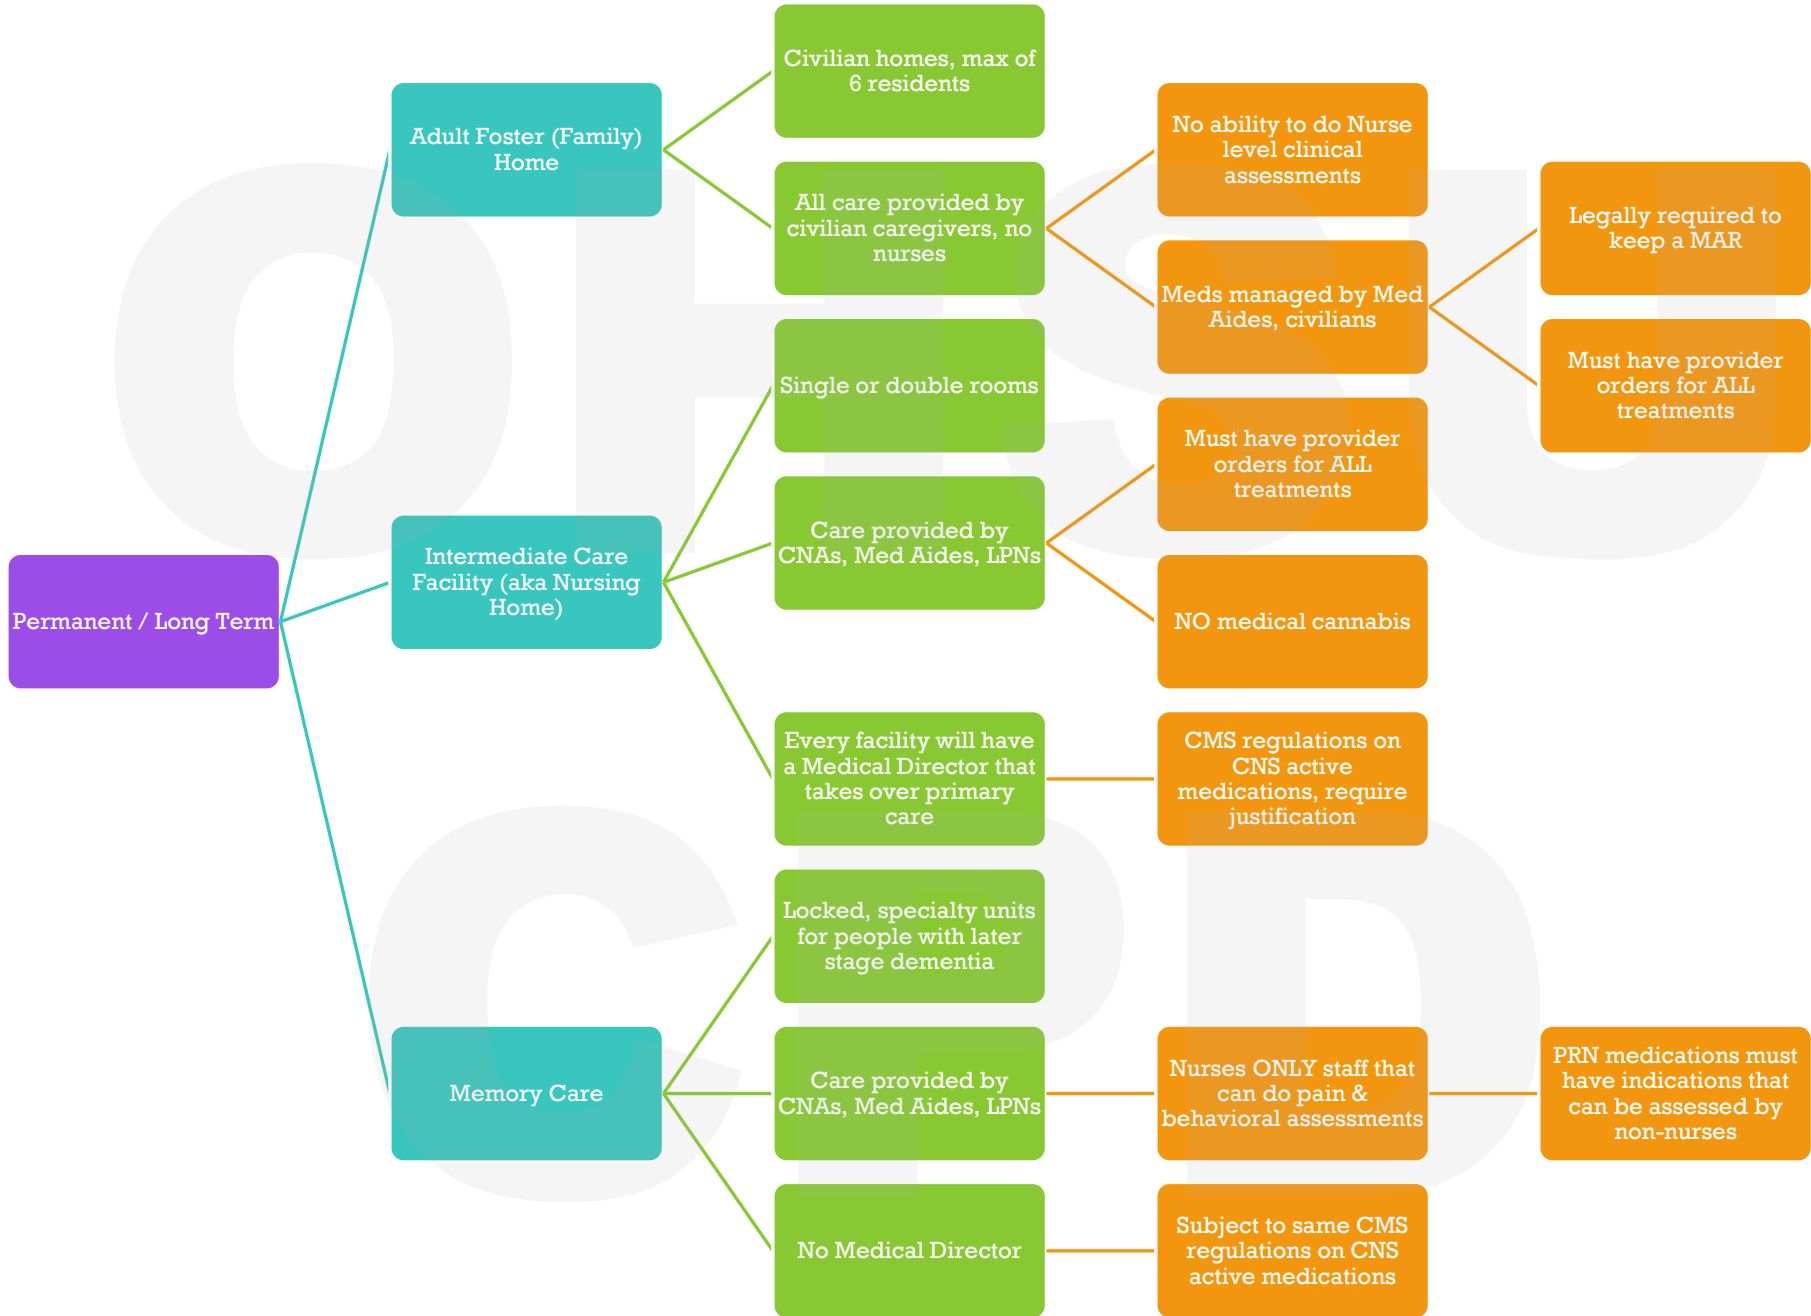 Permanent / Long Term
Adult Foster (Family)
Home
Civilian homes, max of
6 residents
All care provided by
civilian caregivers, no
nurses
No ability to do Nurse
level clinical
assessments
Meds managed by Med
Aides, civilians
Legally required to
keep a MAR
Must have provider
orders for ALL
treatments
Intermediate Care
Facility (aka Nursing
Home)
Single or double rooms
Care provided by
CNAs, Med Aides, LPNs
Must have provider
orders for ALL
treatments
NO medical cannabis
Every facility will have
a Medical Director that
takes over primary
care
CMS regulations on
CNS active
medications, require
justification
Memory Care
Locked, specialty units
for people with later
stage dementia
Care provided by
CNAs, Med Aides, LPNs
Nurses ONLY staff that
can do pain &
behavioral assessments
PRN medications must
have indications that
can be assessed by
non-nurses
No Medical Director
Subject to same CMS
regulations on CNS
active medications
OHSU
CPD